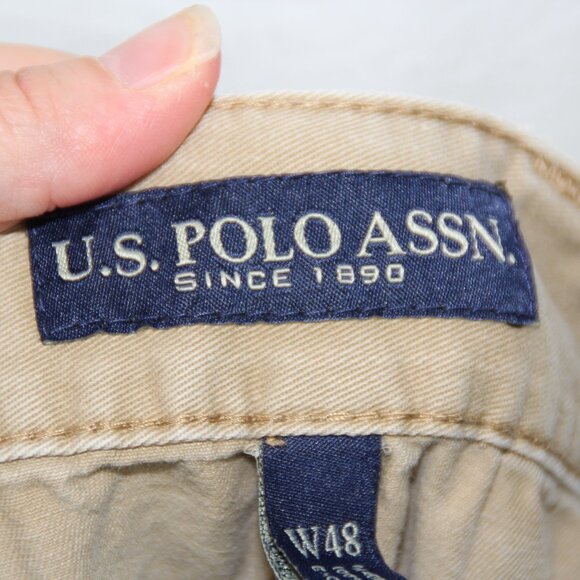 U.S. POLO ASSN.
SINCE 1890
W48